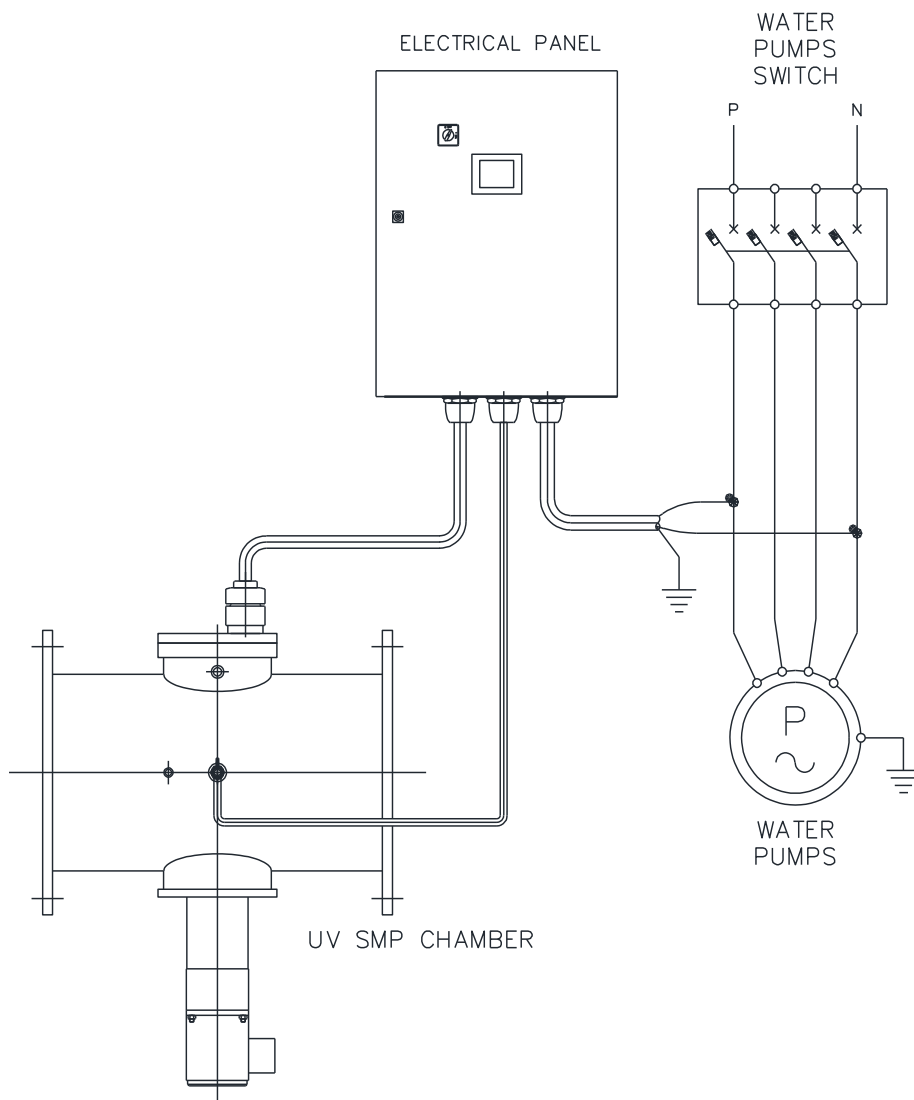 ELECTRICAL PANEL
WATER
PUMPS
SWITCH
P
N
P
WATER
PUMPS
UV SMP CHAMBER